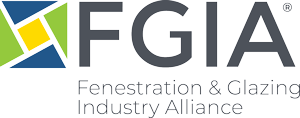 FGIA®
Fenestration & Glazing
Industry Alliance